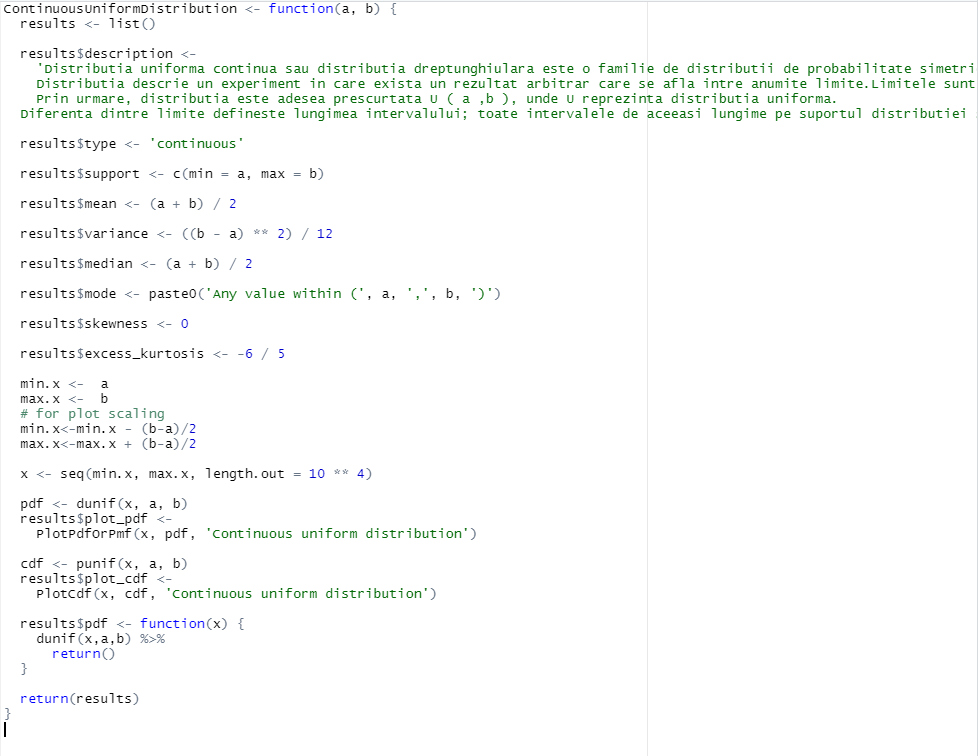 ContinuousUniformDistribution <- function(a, b) {
  results <- list()
  results$description <-
    'Distributia uniforma continua sau distributia dreptunghiulara este o familie de distributii de probabilitate simetri
    Distributia descrie un experiment in care exista un rezultat arbitrar care se afla intre anumite limite.Limitele sunt
    Prin urmare, distributia este adesea prescurtata U ( a ,b ), unde U reprezinta distributia uniforma.
  Diferenta dintre limite defineste lungimea intervalului; toate intervalele de aceeasi lungime pe suportul distributiei
  results$type <- 'continuous'
  results$support <- c(min = a, max = b)
  results$mean <- (a + b) / 2
  results$variance <- ((b - a) ** 2) / 12
  results$median <- (a + b) / 2
  results$mode <- paste0('Any value within (', a, ',', b, ')')
  results$skewness <- 0
  results$excess_kurtosis <- -6 / 5
  min.x <-  a
  max.x <-  b
  # for plot scaling
  min.x<-min.x - (b-a)/2
  max.x<-max.x + (b-a)/2
  x <- seq(min.x, max.x, length.out = 10 ** 4)
  pdf <- dunif(x, a, b)
  results$plot_pdf <-
    PlotPdforPmf(x, pdf, 'Continuous uniform distribution')
  cdf <- punif(x, a, b)
  results$plot_cdf <-
    PlotCdf(x, cdf, 'Continuous uniform distribution')
  results$pdf <- function(x) {
    dunif(x,a,b) %>%
      return()
  }
  return(results)
}